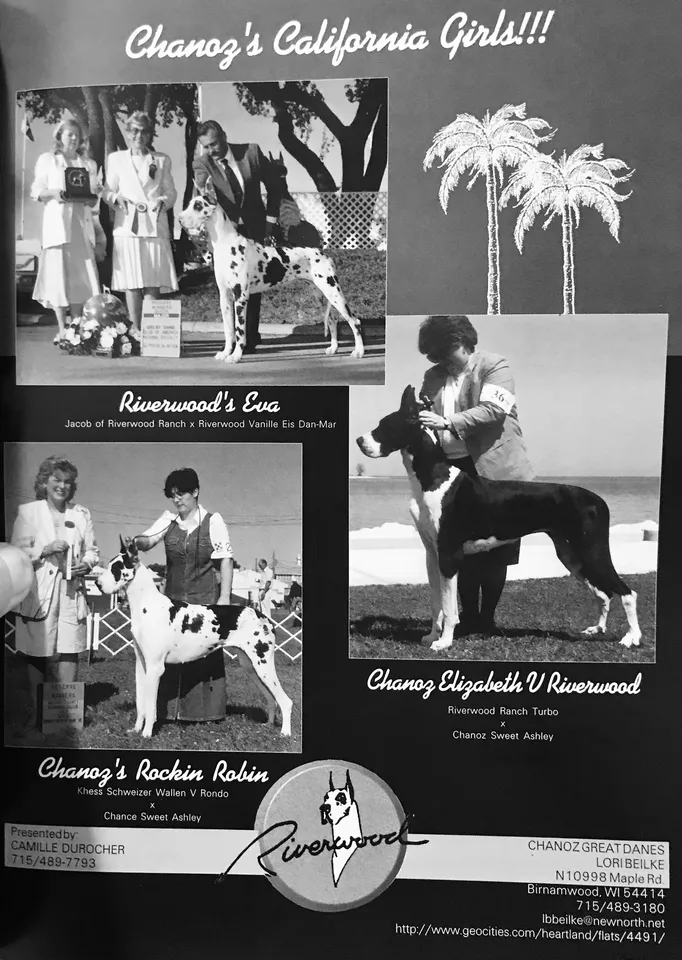 Chanoz's California Girls!!!
Riverwood's Eva
Jacob of Riverwood Ranch x Riverwood Vanille Eis Dan-Mar
36
Chanoz Elizabeth V Riverwood
Riverwood Ranch Turbo
x
Chanoz Sweet Ashley
RESERVE
WINNERS
Chanoz's Rockin Robin
Khess Schweizer Wallen V Rondo
x
Chance Sweet Ashley
Riverwood
Presented by:
CAMILLE DUROCHER
715/489-7793
CHANOZ GREAT DANES
LORI BEILKE
N10998 Maple Rd.
Birnamwood, WI 54414
715/489-3180
lbbeilke@newnorth.net
http://www.geocities.com/heartland/flats/4491/